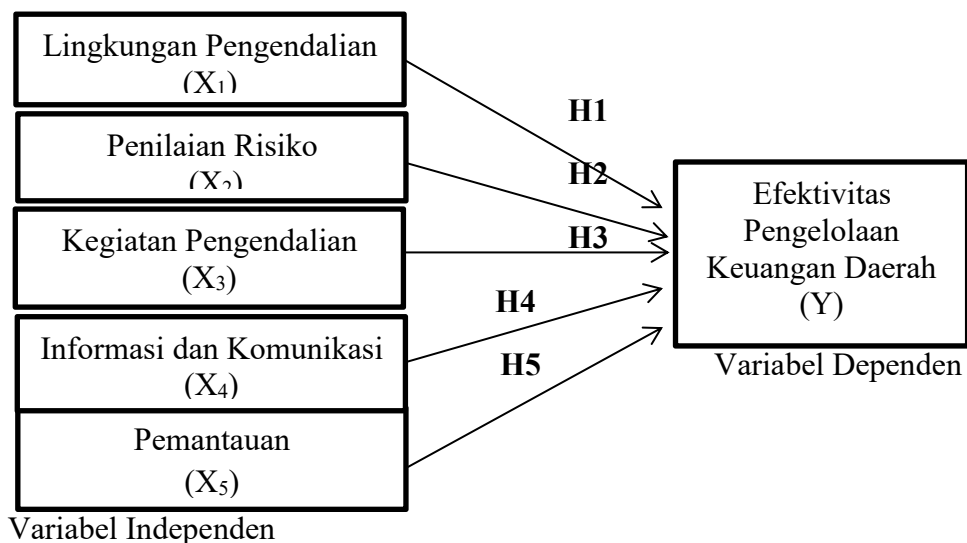 Lingkungan Pengendalian
(X₁)
Penilaian Risiko
(X₂)
Kegiatan Pengendalian
(X₃)
Informasi dan Komunikasi
(X₄)
Pemantauan
(X₅)
Variabel Independen
H1
H2
H3
H4
H5
Efektivitas
Pengelolaan
Keuangan Daerah
(Y)
Variabel Dependen